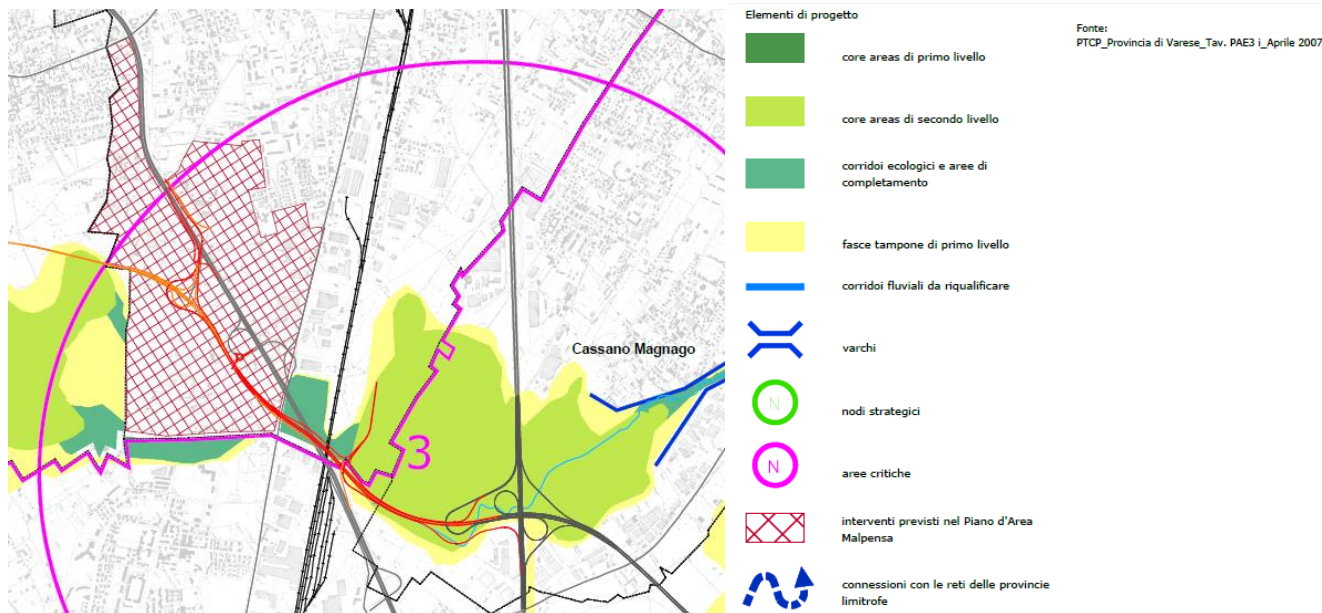 Cassano Magnago
3
Elementi di progetto
Fonte:
PTCP_Provincia di Varese_Tav. PAE3 i_Aprile 2007
core areas di primo livello
core areas di secondo livello
corridoi ecologici e aree di
completamento
fasce tampone di primo livello
corridoi fluviali da riqualificare
varchi
N
nodi strategici
N
aree critiche
interventi previsti nel Piano d'Area
Malpensa
connessioni con le reti delle provincie
limitrofe